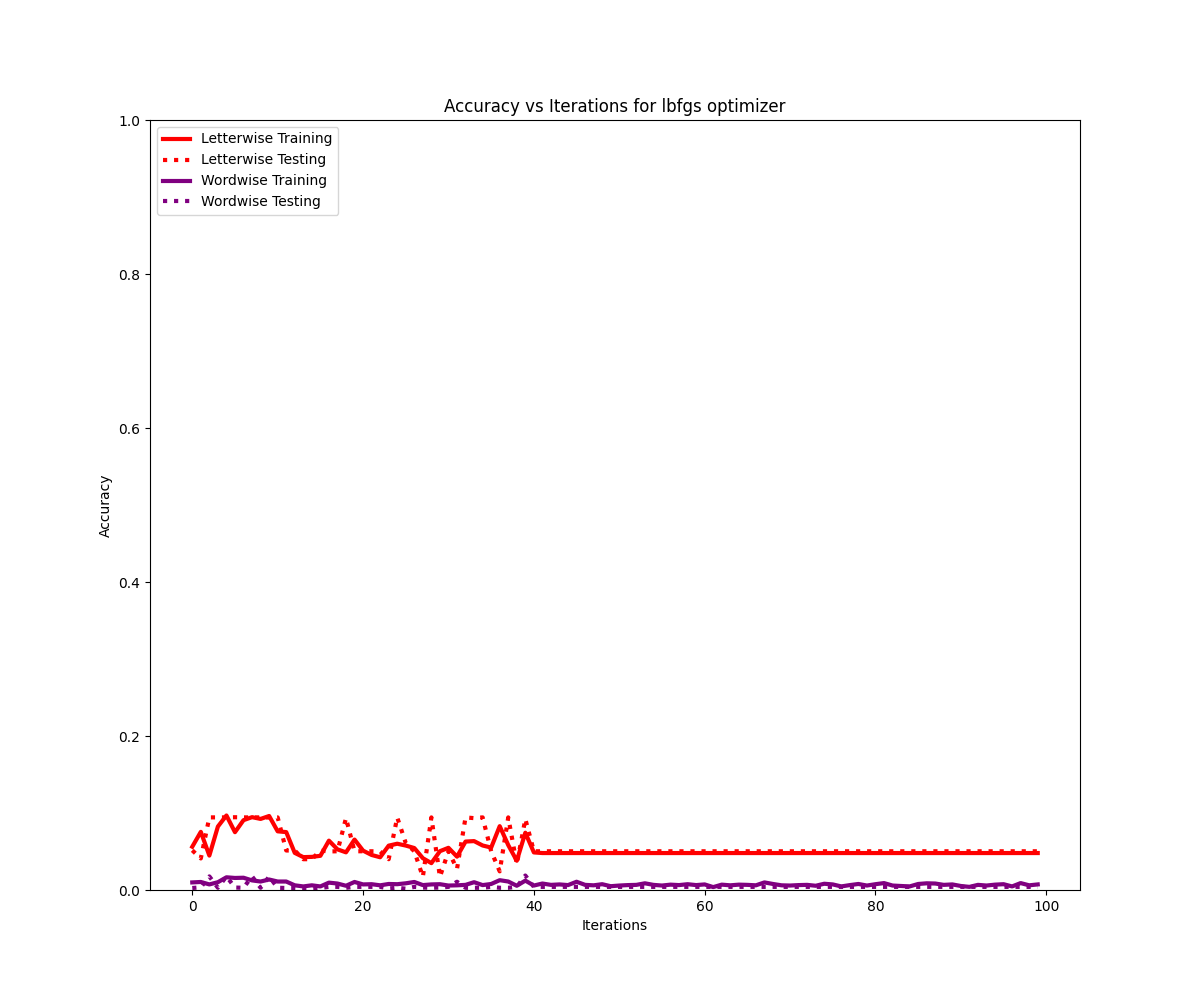 Accuracy vs Iterations for lbfgs optimizer
1.0
Letterwise Training
Letterwise Testing
Wordwise Training
Wordwise Testing
0.8
0.6
Accuracy
0.4
0.2
0.0
0 20 40 60 80 100
Iterations